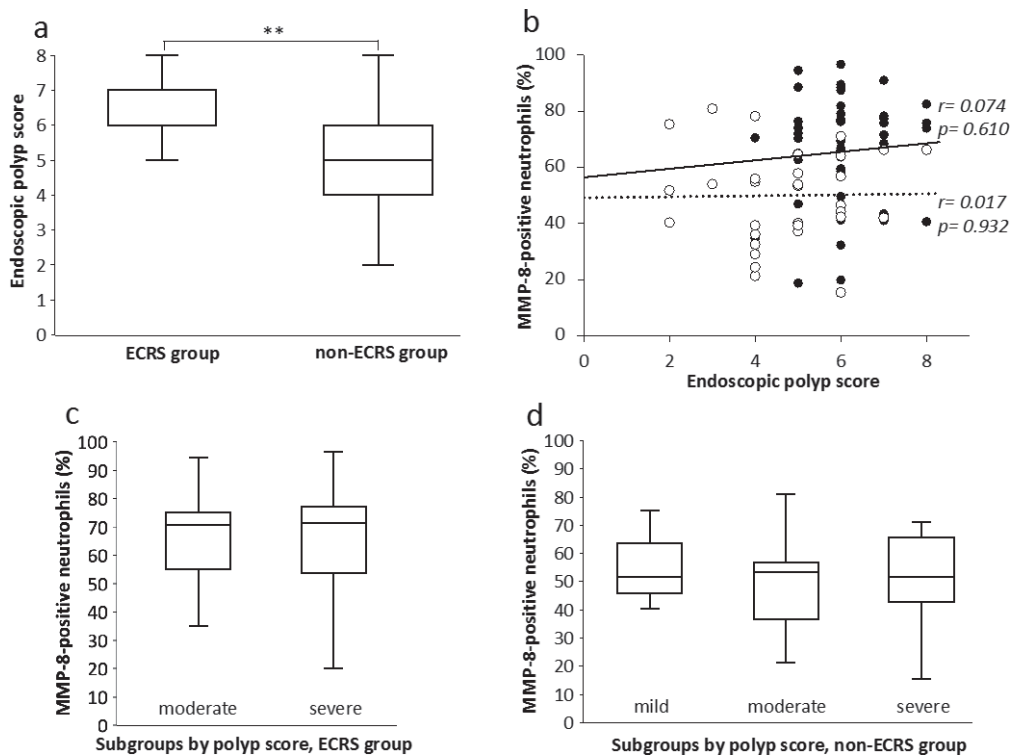 a
**
8
7
6
5
4
3
2
1
0
Endoscopic polyp score
ECRS group
non-ECRS group
b
100
80
60
40
20
0
MMP-8-positive neutrophils (%)
r= 0.074
p= 0.610
r= 0.017
p= 0.932
0
2
4
6
8
Endoscopic polyp score
c
100
90
80
70
60
50
40
30
20
10
0
MMP-8-positive neutrophils (%)
moderate
severe
Subgroups by polyp score, ECRS group
d
100
90
80
70
60
50
40
30
20
10
0
MMP-8-positive neutrophils (%)
mild
moderate
severe
Subgroups by polyp score, non-ECRS group